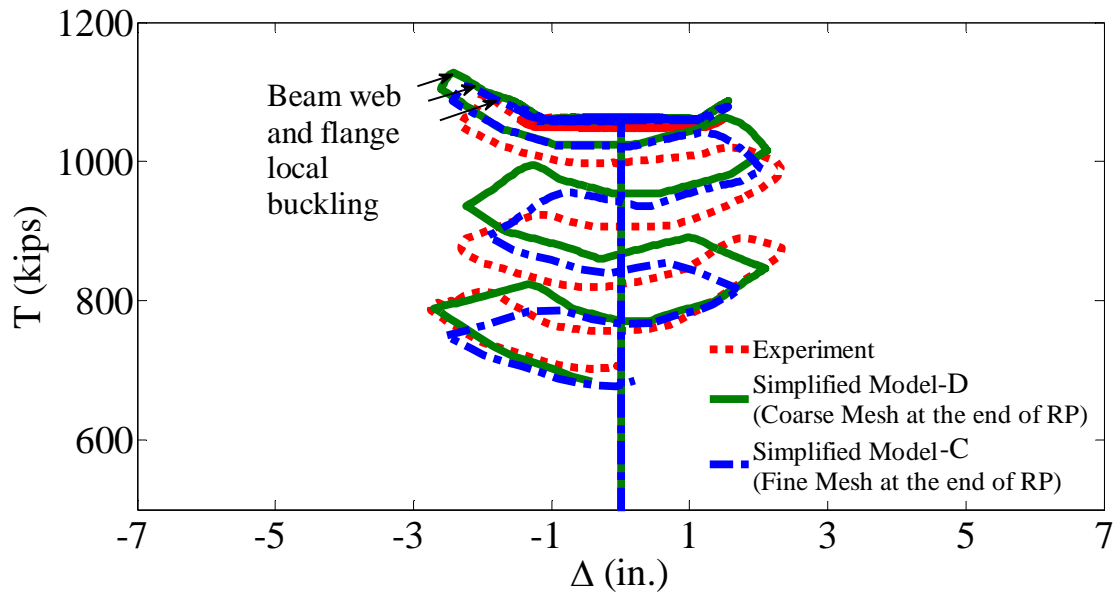 1200
1000
800
600
T (kips)
Beam web
and flange
local
buckling
Experiment
Simplified Model-D
(Coarse Mesh at the end of RP)
Simplified Model-C
(Fine Mesh at the end of RP)
-7 -5 -3 -1 1 3 5 7
Δ (in.)